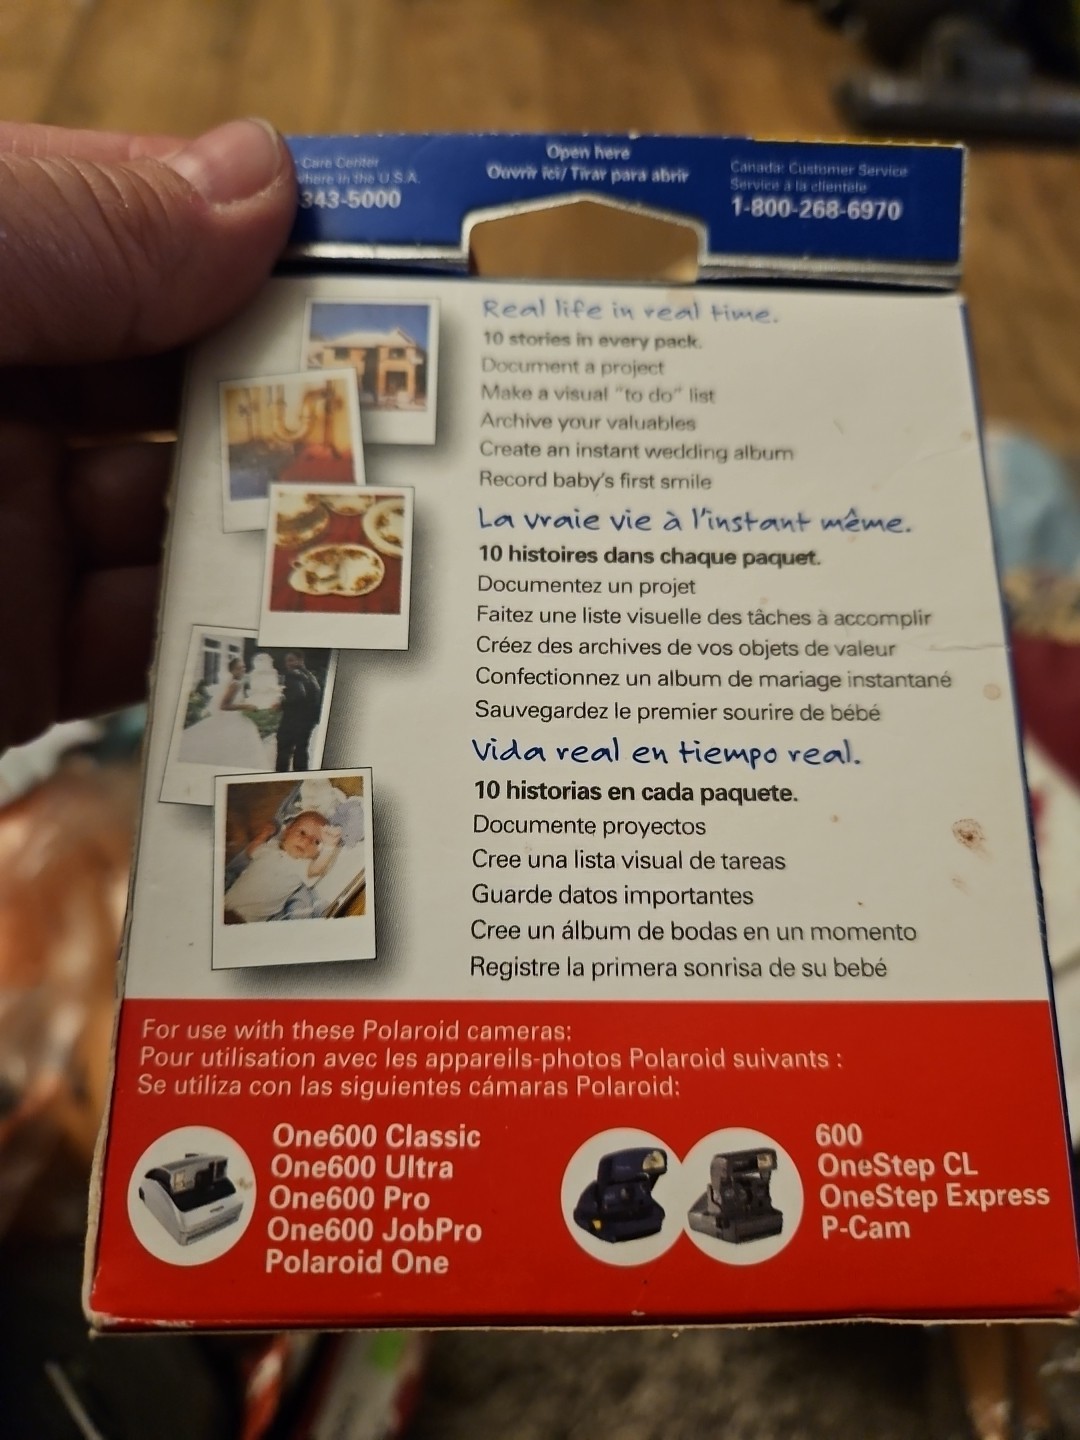 Care Center
where in the U.S.A.
343-5000
Open here
Ouvrir ici/Tirar para abrir
Canada: Customer Service
Service à la clientèle
1-800-268-6970
Real life in real time.
10 stories in every pack.
Document a project
Make a visual "to do" list
Archive your valuables
Create an instant wedding album
Record baby's first smile
La vraie vie à l'instant même.
10 histoires dans chaque paquet.
Documentez un projet
Faitez une liste visuelle des tâches à accomplir
Créez des archives de vos objets de valeur
Confectionnez un album de mariage instantané
Sauvegardez le premier sourire de bébé
Vida real en tiempo real.
10 historias en cada paquete.
Documente proyectos
Cree una lista visual de tareas
Guarde datos importantes
Cree un álbum de bodas en un momento
Registre la primera sonrisa de su bebé
For use with these Polaroid cameras:
Pour utilisation avec les appareils-photos Polaroid suivants :
Se utiliza con las siguientes cámaras Polaroid:
One600 Classic
One600 Ultra
One600 Pro
One600 JobPro
Polaroid One
600
OneStep CL
OneStep Express
P-Cam